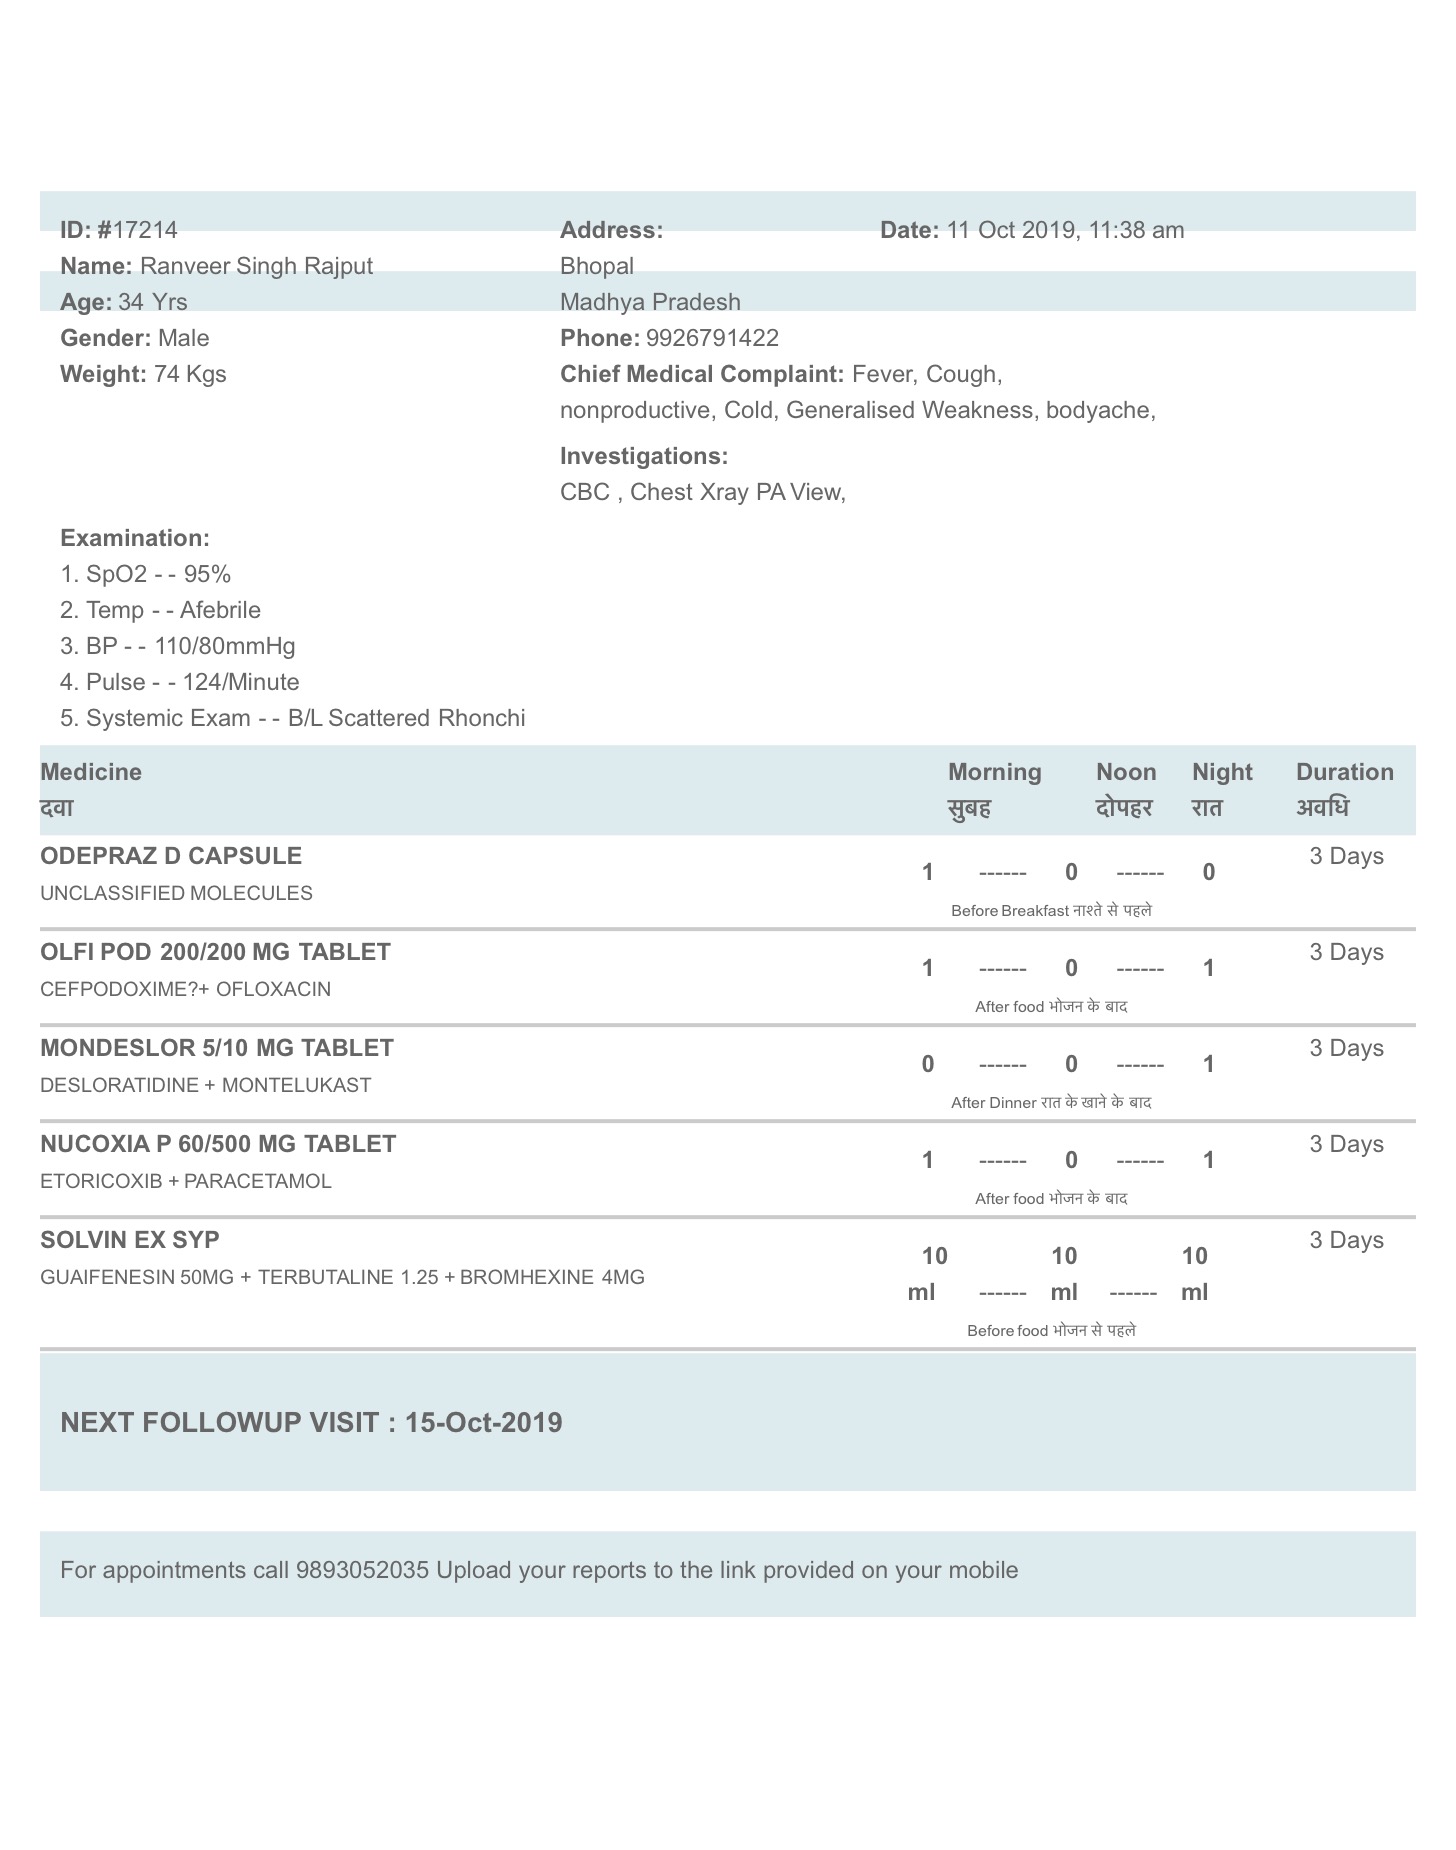 ID: #17214
Name: Ranveer Singh Rajput
Age: 34 Yrs
Gender: Male
Weight: 74 Kgs
Address:
Bhopal
Madhya Pradesh
Phone: 9926791422
Chief Medical Complaint: Fever, Cough,
nonproductive, Cold, Generalised Weakness, bodyache,
Investigations:
CBC , Chest Xray PA View,
Date: 11 Oct 2019, 11:38 am
Examination:
1. SpO2 - - 95%
2. Temp - - Afebrile
3. BP - - 110/80mmHg
4. Pulse - - 124/Minute
5. Systemic Exam - - B/L Scattered Rhonchi
Medicine Morning Noon Night Duration
दवा सुबह दोपहर रात अवधि
ODEPRAZ D CAPSULE 3 Days
1 ------ 0 ------ 0
UNCLASSIFIED MOLECULES
Before Breakfast नाश्ते से पहले
OLFI POD 200/200 MG TABLET 3 Days
1 ------ 0 ------ 1
CEFPODOXIME?+ OFLOXACIN
After food भोजन के बाद
MONDESLOR 5/10 MG TABLET 3 Days
0 ------ 0 ------ 1
DESLORATIDINE + MONTELUKAST
After Dinner रात के खाने के बाद
NUCOXIA P 60/500 MG TABLET 3 Days
1 ------ 0 ------ 1
ETORICOXIB + PARACETAMOL
After food भोजन के बाद
SOLVIN EX SYP 3 Days
10 10 10
GUAIFENESIN 50MG + TERBUTALINE 1.25 + BROMHEXINE 4MG
ml ------ ml ------ ml
Before food भोजन से पहले
NEXT FOLLOWUP VISIT : 15-Oct-2019
For appointments call 9893052035 Upload your reports to the link provided on your mobile